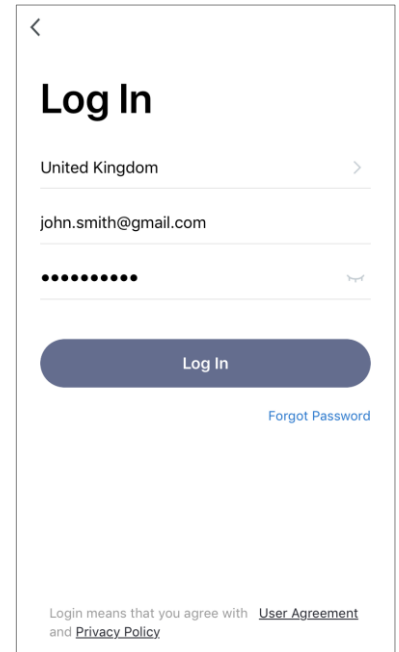 Log In
United Kingdom
john.smith@gmail.com
••••••••••
Log In
Forgot Password
Login means that you agree with User Agreement
and Privacy Policy